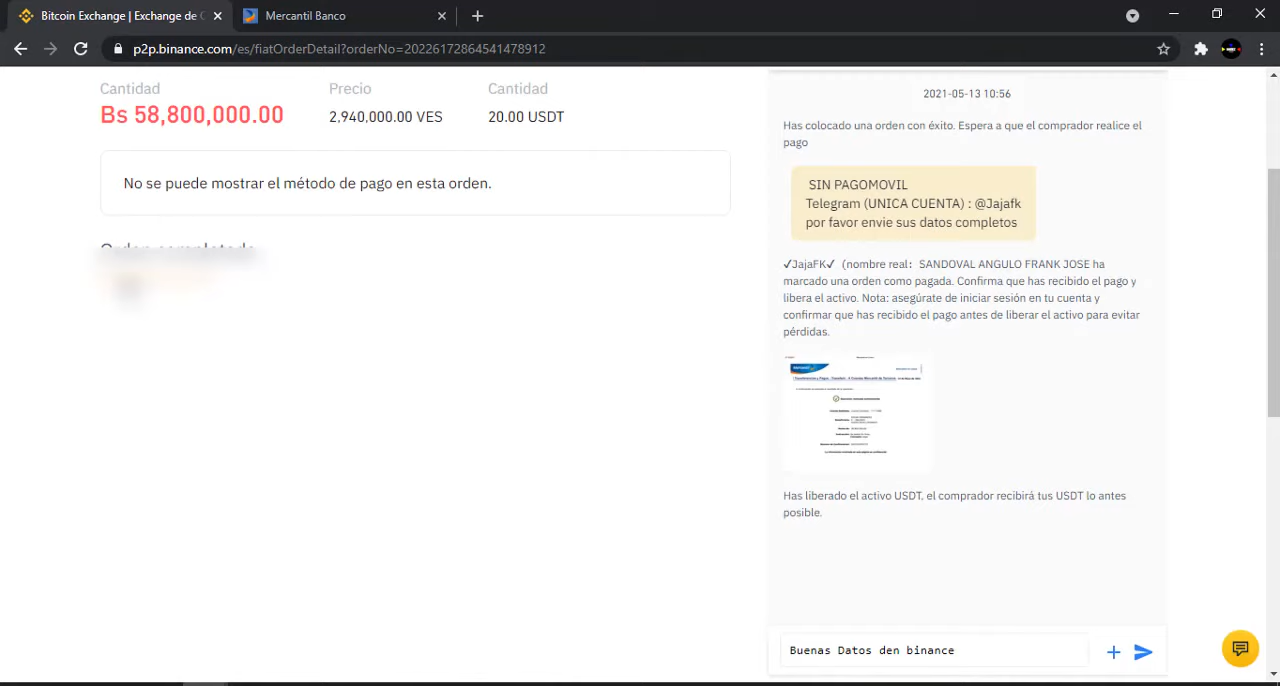 Bitcoin Exchange | Exchange de C
Mercantil Banco
p2p.binance.com/es/fiatOrderDetail?orderNo=20226172864541478912
Cantidad Precio Cantidad
Bs 58,800,000.00 2,940,000.00 VES 20.00 USDT
No se puede mostrar el método de pago en esta orden.
2021-05-13 10:56
Has colocado una orden con éxito. Espera a que el comprador realice el
pago
SIN PAGOMOVIL
Telegram (UNICA CUENTA) : @Jajafk
por favor envie sus datos completos
✓JajaFK✓ (nombre real: SANDOVAL ANGULO FRANK JOSE ha
marcado una orden como pagada. Confirma que has recibido el pago y
libera el activo. Nota: asegúrate de iniciar sesión en tu cuenta y
confirmar que has recibido el pago antes de liberar el activo para evitar
pérdidas.
Has liberado el activo USDT, el comprador recibirá tus USDT lo antes
posible.
Buenas Datos den binance